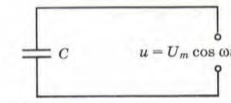 C
u = U_m cos ω